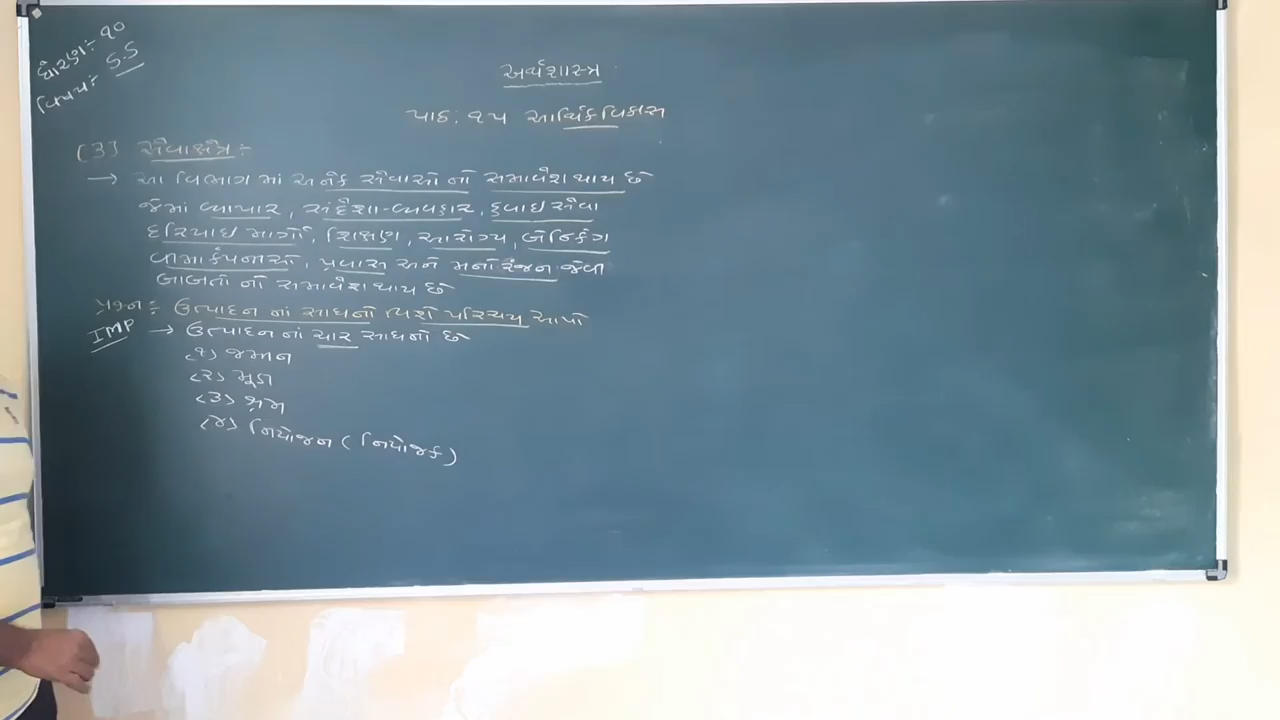 ધોરણ:- ૧૦
વિષય:- S.S
અર્થશાસ્ત્ર
પાઠ: ૧૫ આર્થિક વિકાસ
(3) સેવાક્ષેત્ર :-
→ આ વિભાગ માં અનેક સેવાઓ નો સમાવેશ થાય છે
જેમાં વ્યાપાર, સંદેશા-વ્યવહાર, હવાઇ સેવા
દરિયાઇ માર્ગો, શિક્ષણ, આરોગ્ય, બેન્કિંગ
વીમા કંપનીઓ, પ્રવાસ અને મનોરંજન જેવી
બાબતો નો સમાવેશ થાય છે
પ્રશ્ન:- ઉત્પાદન નાં સાધનો વિશે પરિચય આપો
IMP → ઉત્પાદન નાં ચાર સાધનો છે
(૧) જમીન
(૨) મૂડી
(૩) શ્રમ
(૪) નિયોજન (નિયોજક)